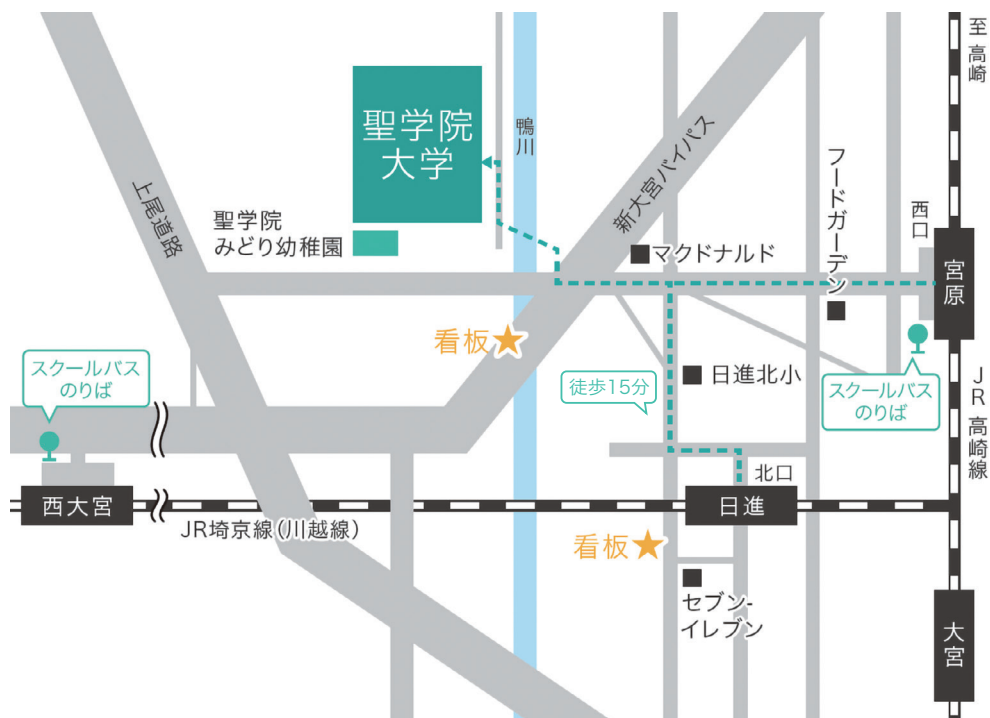 至 高崎
聖学院
大学
鴨川
新大宮バイパス
フードガーデン
西口
上尾道路
聖学院
みどり幼稚園
マクドナルド
宮原
看板
スクールバス
のりば
徒歩15分
日進北小
スクールバス
のりば
JR高崎線
北口
西大宮
日進
JR埼京線(川越線)
看板
セブン-
イレブン
大宮